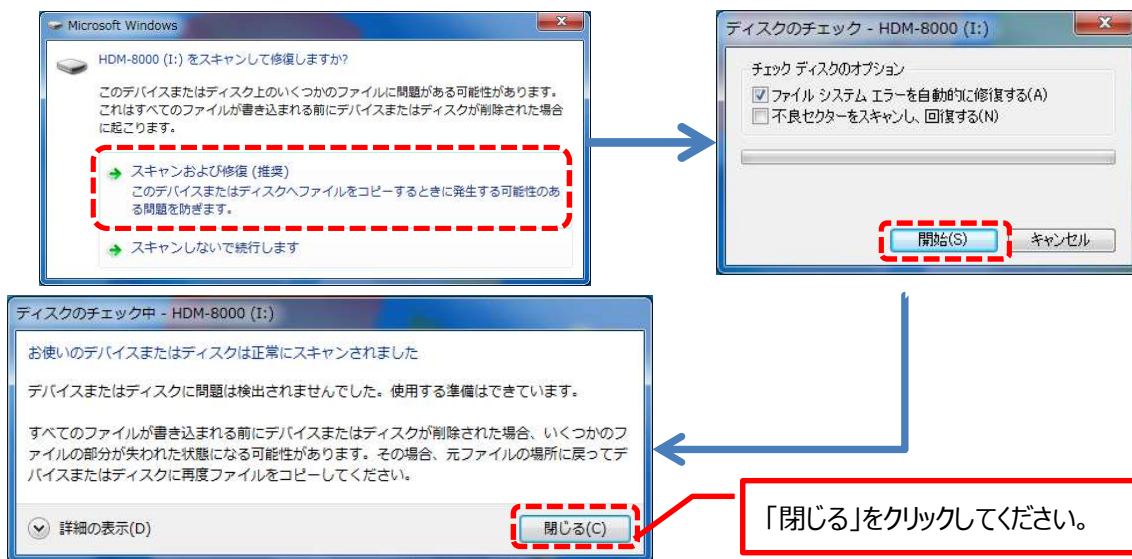 Microsoft Windows
HDM-8000 (I:) をスキャンして修復しますか?
このデバイスまたはディスク上のいくつかのファイルに問題がある可能性があります。
これはすべてのファイルが書き込まれる前にデバイスまたはディスクが削除された場合
に起こります。
スキャンおよび修復 (推奨)
このデバイスまたはディスクへファイルをコピーするときに発生する可能性のあ
る問題を防ぎます。
スキャンしないで続行します
ディスクのチェック - HDM-8000 (I:)
チェック ディスクのオプション
ファイル システム エラーを自動的に修復する(A)
不良セクターをスキャンし、回復する(N)
開始(S)
キャンセル
ディスクのチェック中 - HDM-8000 (I:)
お使いのデバイスまたはディスクは正常にスキャンされました
デバイスまたはディスクに問題は検出されませんでした。使用する準備はできています。
すべてのファイルが書き込まれる前にデバイスまたはディスクが削除された場合、いくつかのフ
ァイルの部分が失われた状態になる可能性があります。その場合、元ファイルの場所に戻ってデ
バイスまたはディスクに再度ファイルをコピーしてください。
詳細の表示(D)
閉じる(C)
「閉じる」をクリックしてください。